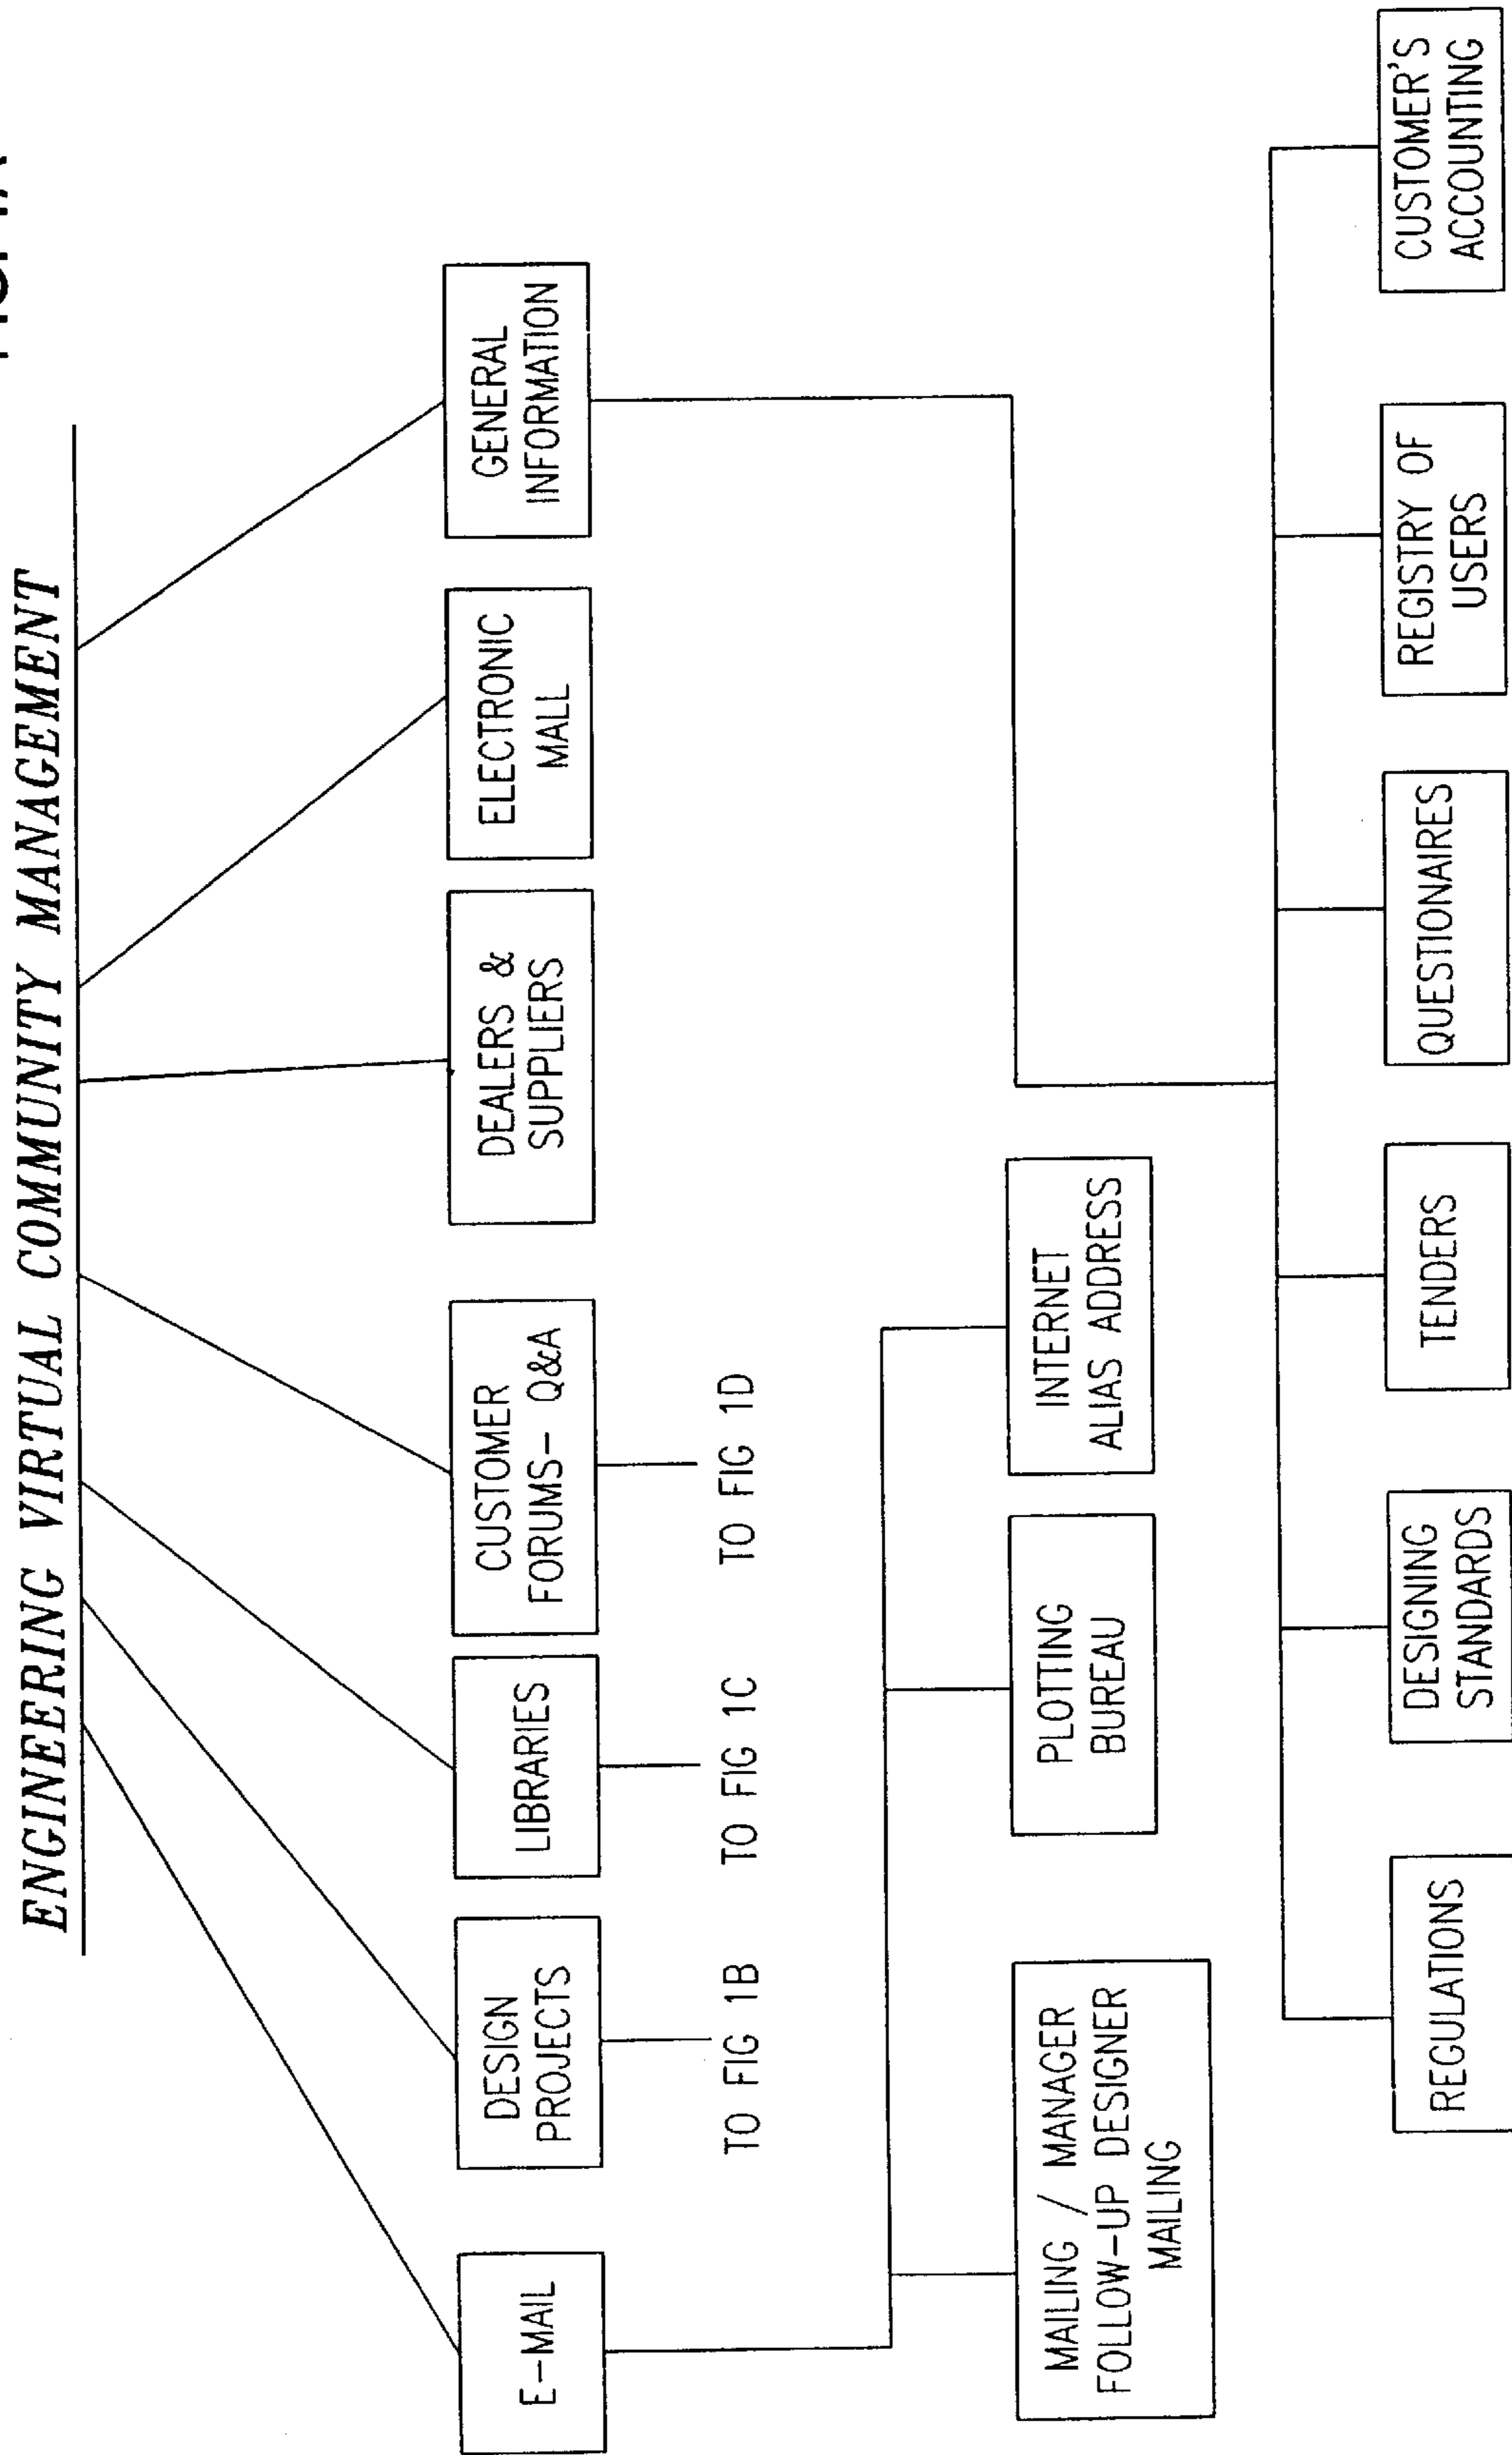 ENGINEERING VIRTUAL COMMUNITY MANAGEMENT
E-MAIL
DESIGN
PROJECTS
LIBRARIES
CUSTOMER
FORUMS- Q&A
DEALERS &
SUPPLIERS
ELECTRONIC
MALL
GENERAL
INFORMATION
TO FIG 1B
TO FIG 1C
TO FIG 1D
MAILING / MANAGER
FOLLOW-UP DESIGNER
MAILING
PLOTTING
BUREAU
INTERNET
ALIAS ADDRESS
REGULATIONS
DESIGNING
STANDARDS
TENDERS
QUESTIONAIRES
REGISTRY OF
USERS
CUSTOMER'S
ACCOUNTING